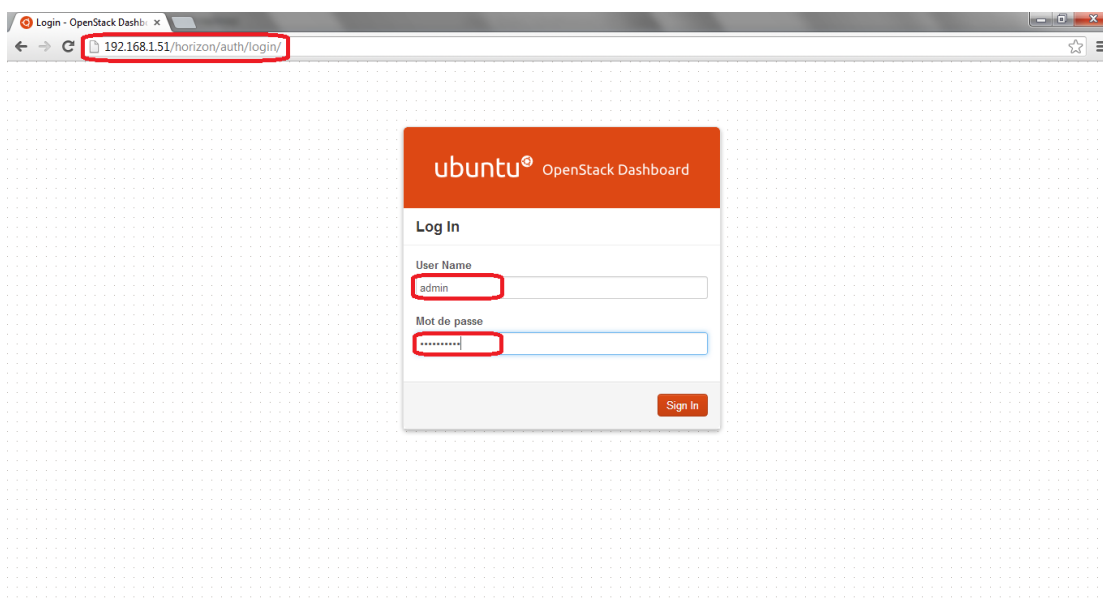 Login - OpenStack Dashb
192.168.1.51/horizon/auth/login/
ubuntu OpenStack Dashboard
Log In
User Name
admin
Mot de passe
••••••••••
Sign In